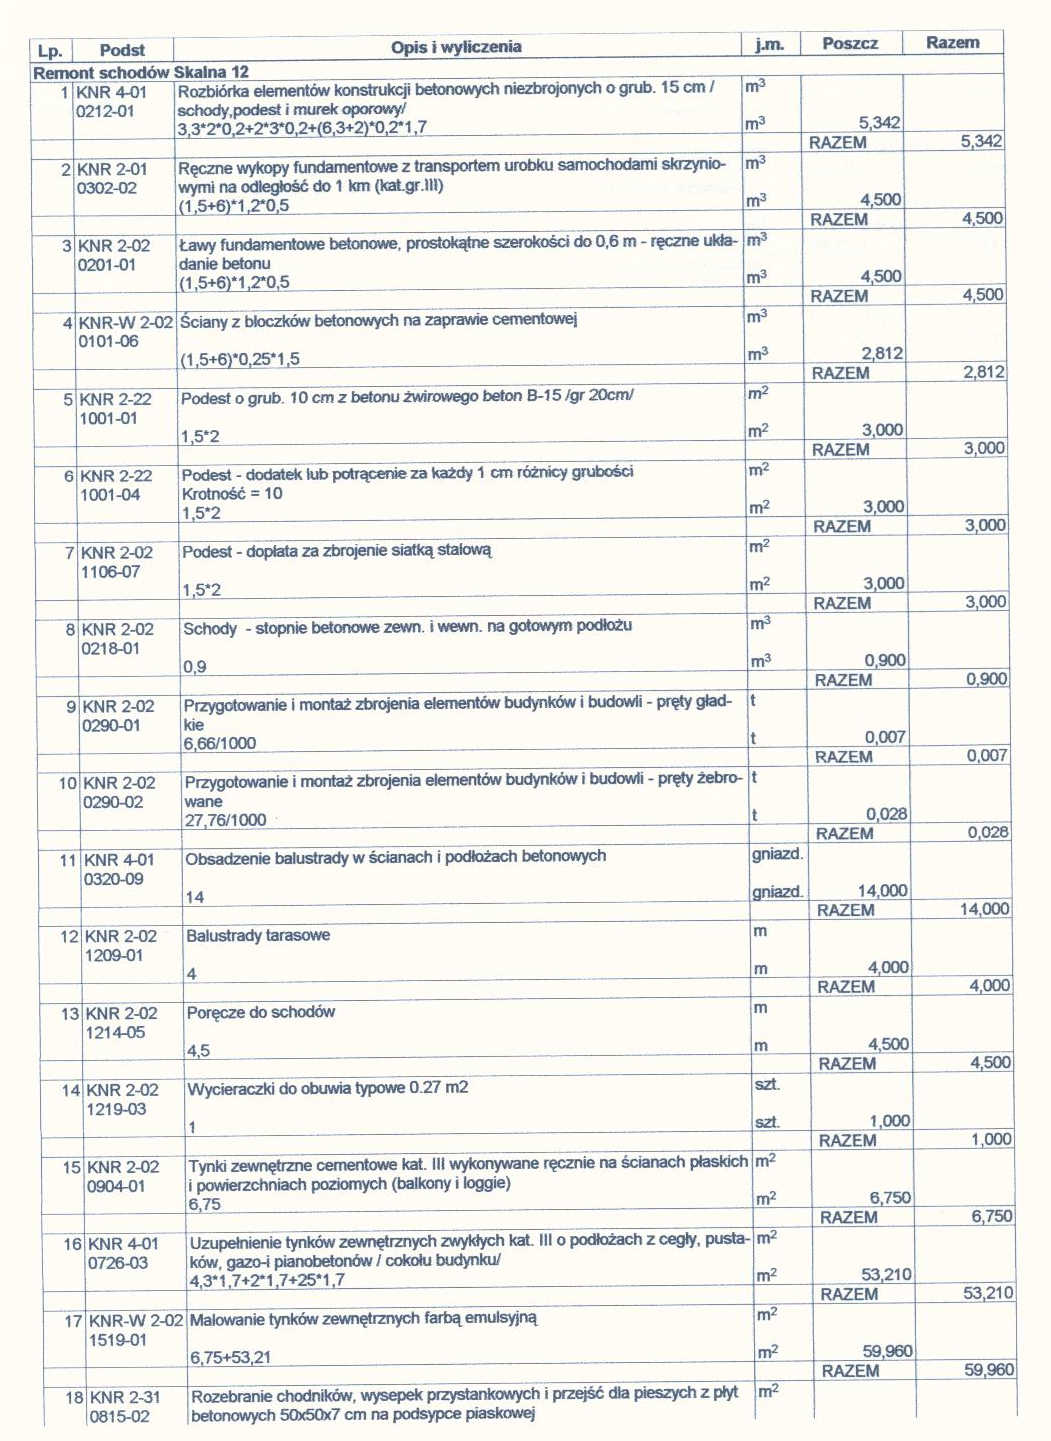 Lp. Podst Opis i wyliczenia j.m. Poszcz Razem
Remont schodów Skalna 12
1 KNR 4-01 Rozbiórka elementów konstrukcji betonowych niezbrojonych o grub. 15 cm / m³
0212-01 schody,podest i murek oporowy/
3,3*2*0,2+2*3*0,2+(6,3+2)*0,2*1,7 m³ 5,342
RAZEM 5,342
2 KNR 2-01 Ręczne wykopy fundamentowe z transportem urobku samochodami skrzynio- m³
0302-02 wymi na odległość do 1 km (kat.gr.III)
(1,5+6)*1,2*0,5 m³ 4,500
RAZEM 4,500
3 KNR 2-02 Ławy fundamentowe betonowe, prostokątne szerokości do 0,6 m - ręczne ukła- m³
0201-01 danie betonu
(1,5+6)*1,2*0,5 m³ 4,500
RAZEM 4,500
4 KNR-W 2-02 Ściany z bloczków betonowych na zaprawie cementowej m³
0101-06
(1,5+6)*0,25*1,5 m³ 2,812
RAZEM 2,812
5 KNR 2-22 Podest o grub. 10 cm z betonu żwirowego beton B-15 /gr 20cm/ m²
1001-01
1,5*2 m² 3,000
RAZEM 3,000
6 KNR 2-22 Podest - dodatek lub potrącenie za każdy 1 cm różnicy grubości m²
1001-04 Krotność = 10
1,5*2 m² 3,000
RAZEM 3,000
7 KNR 2-02 Podest - dopłata za zbrojenie siatką stalową m²
1106-07
1,5*2 m² 3,000
RAZEM 3,000
8 KNR 2-02 Schody - stopnie betonowe zewn. i wewn. na gotowym podłożu m³
0218-01
0,9 m³ 0,900
RAZEM 0,900
9 KNR 2-02 Przygotowanie i montaż zbrojenia elementów budynków i budowli - pręty gład- t
0290-01 kie
6,66/1000 t 0,007
RAZEM 0,007
10 KNR 2-02 Przygotowanie i montaż zbrojenia elementów budynków i budowli - pręty żebro- t
0290-02 wane
27,76/1000 t 0,028
RAZEM 0,028
11 KNR 4-01 Obsadzenie balustrady w ścianach i podłożach betonowych gniazd.
0320-09
14 gniazd. 14,000
RAZEM 14,000
12 KNR 2-02 Balustrady tarasowe m
1209-01
4 m 4,000
RAZEM 4,000
13 KNR 2-02 Poręcze do schodów m
1214-05
4,5 m 4,500
RAZEM 4,500
14 KNR 2-02 Wycieraczki do obuwia typowe 0.27 m2 szt.
1219-03
1 szt. 1,000
RAZEM 1,000
15 KNR 2-02 Tynki zewnętrzne cementowe kat. III wykonywane ręcznie na ścianach płaskich m²
0904-01 i powierzchniach poziomych (balkony i loggie)
6,75 m² 6,750
RAZEM 6,750
16 KNR 4-01 Uzupełnienie tynków zewnętrznych zwykłych kat. III o podłożach z cegły, pusta- m²
0726-03 ków, gazo-i pianobetonów / cokołu budynku/
4,3*1,7+2*1,7+25*1,7 m² 53,210
RAZEM 53,210
17 KNR-W 2-02 Malowanie tynków zewnętrznych farbą emulsyjną m²
1519-01
6,75+53,21 m² 59,960
RAZEM 59,960
18 KNR 2-31 Rozebranie chodników, wysepek przystankowych i przejść dla pieszych z płyt m²
0815-02 betonowych 50x50x7 cm na podsypce piaskowej